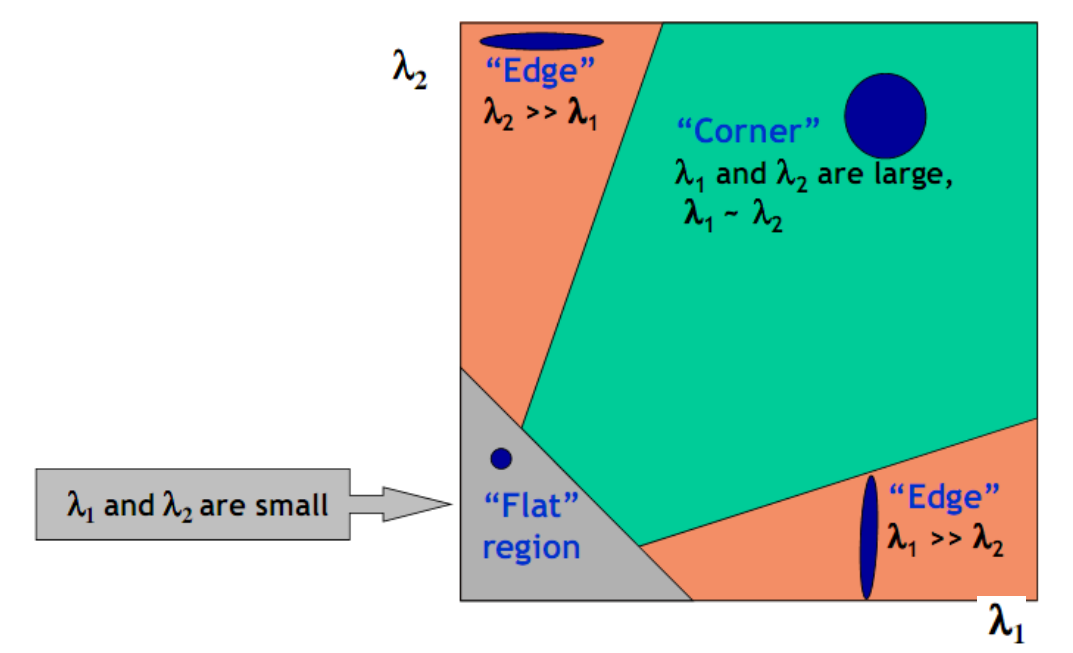 λ₂
“Edge”
λ₂ >> λ₁
“Corner”
λ₁ and λ₂ are large,
λ₁ ~ λ₂
λ₁ and λ₂ are small
“Flat”
region
“Edge”
λ₁ >> λ₂
λ₁